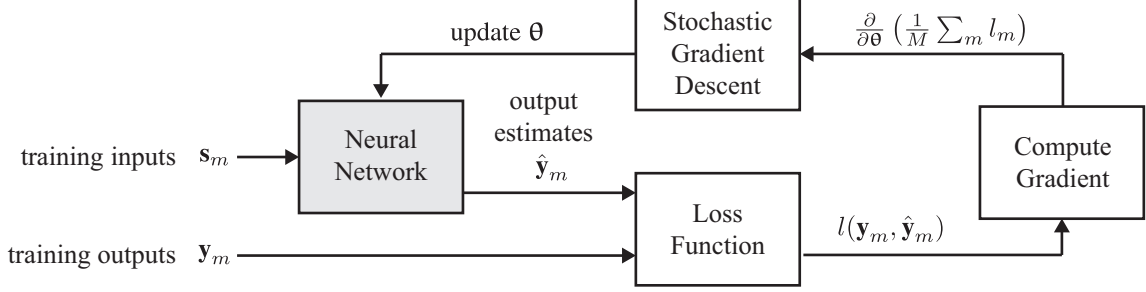 update θ
Stochastic
Gradient
Descent
∂/∂θ (1/M ∑_m l_m)
output
estimates
ŷ_m
Neural
Network
training inputs s_m
Compute
Gradient
Loss
Function
l(y_m, ŷ_m)
training outputs y_m